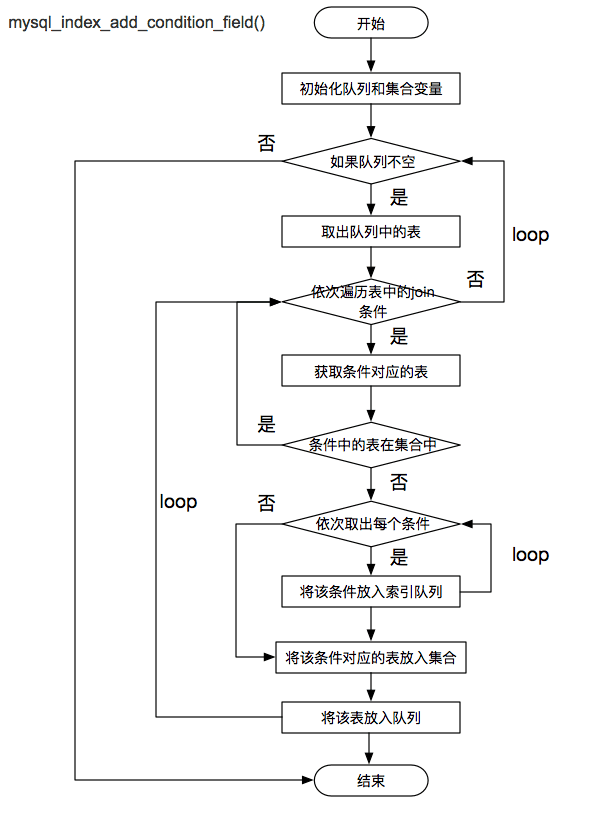 mysql_index_add_condition_field()
开始
初始化队列和集合变量
否
如果队列不空
是
取出队列中的表
loop
否
依次遍历表中的join
条件
是
获取条件对应的表
是
条件中的表在集合中
否
loop
否
依次取出每个条件
是
loop
将该条件放入索引队列
将该条件对应的表放入集合
将该表放入队列
结束